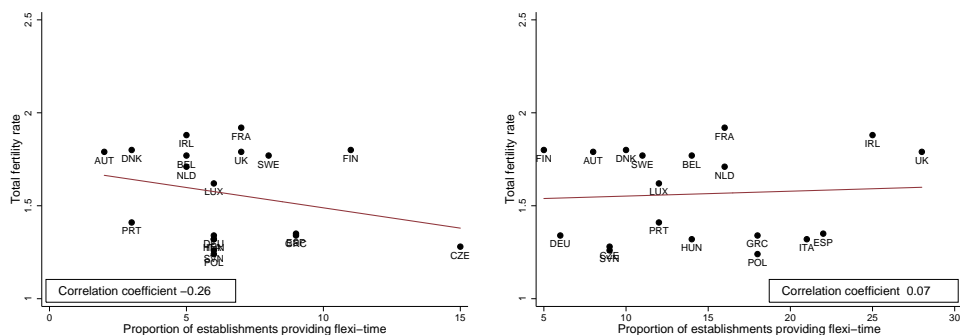 Total fertility rate
2.5
2
1.5
1
AUT
DNK
IRL
BEL
NLD
FRA
UK
SWE
FIN
LUX
PRT
DEU
SVN
POL
ESP
GRC
CZE
Correlation coefficient −0.26
0 5 10 15
Proportion of establishments providing flexi−time
Total fertility rate
2.5
2
1.5
1
FIN
AUT
DNK
SWE
BEL
FRA
NLD
IRL
UK
LUX
PRT
DEU
CZE
SVN
HUN
GRC
POL
ITA
ESP
Correlation coefficient 0.07
5 10 15 20 25 30
Proportion of establishments providing flexi−time